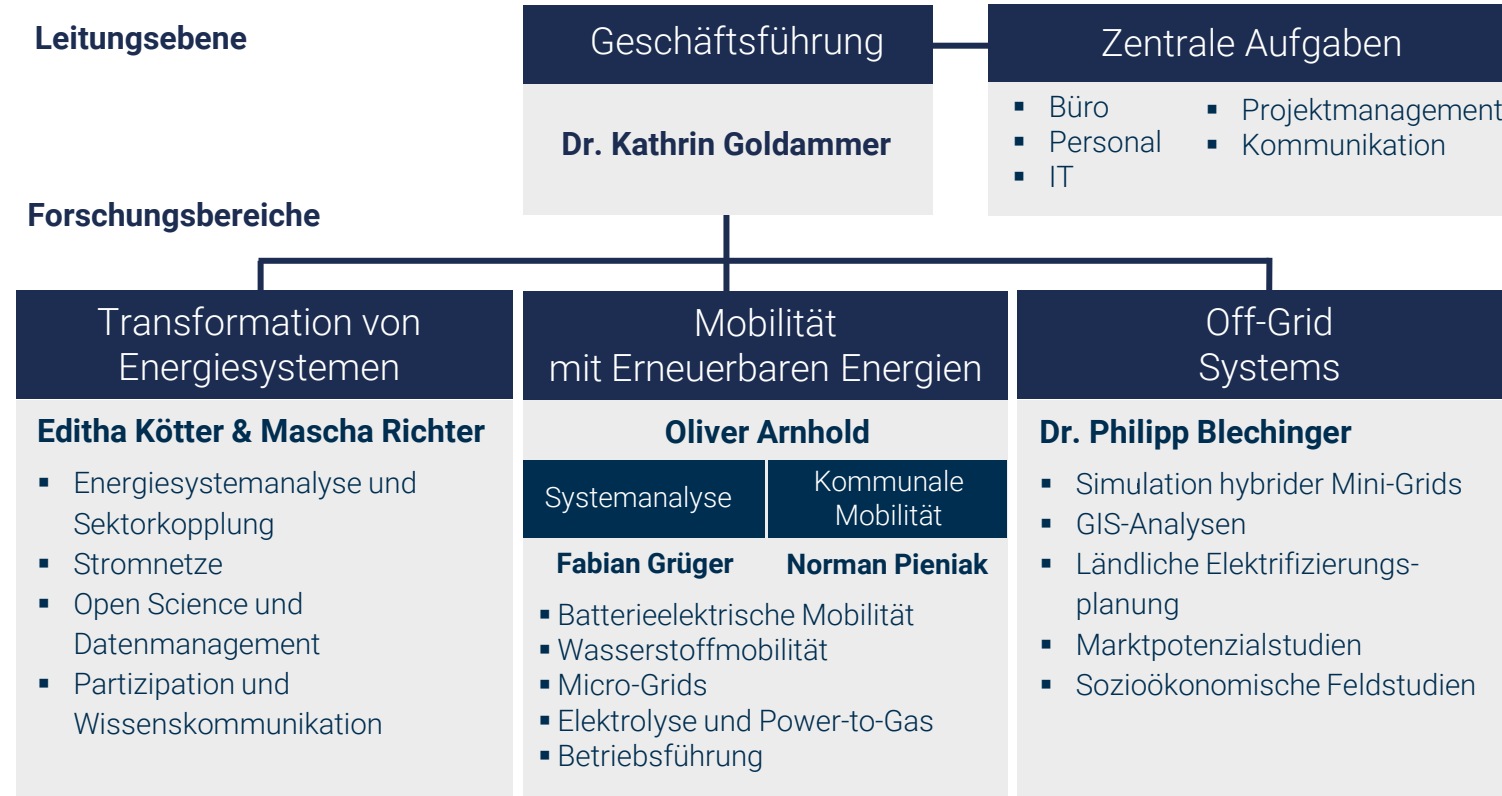 Leitungsebene
Geschäftsführung
Dr. Kathrin Goldammer
Zentrale Aufgaben
▪ Büro
▪ Personal
▪ IT
▪ Projektmanagement
▪ Kommunikation
Forschungsbereiche
Transformation von
Energiesystemen
Editha Kötter & Mascha Richter
▪ Energiesystemanalyse und
Sektorkopplung
▪ Stromnetze
▪ Open Science und
Datenmanagement
▪ Partizipation und
Wissenskommunikation
Mobilität
mit Erneuerbaren Energien
Oliver Arnhold
Systemanalyse
Fabian Grüger
Kommunale
Mobilität
Norman Pieniak
▪ Batterieelektrische Mobilität
▪ Wasserstoffmobilität
▪ Micro-Grids
▪ Elektrolyse und Power-to-Gas
▪ Betriebsführung
Off-Grid
Systems
Dr. Philipp Blechinger
▪ Simulation hybrider Mini-Grids
▪ GIS-Analysen
▪ Ländliche Elektrifizierungs-
planung
▪ Marktpotenzialstudien
▪ Sozioökonomische Feldstudien